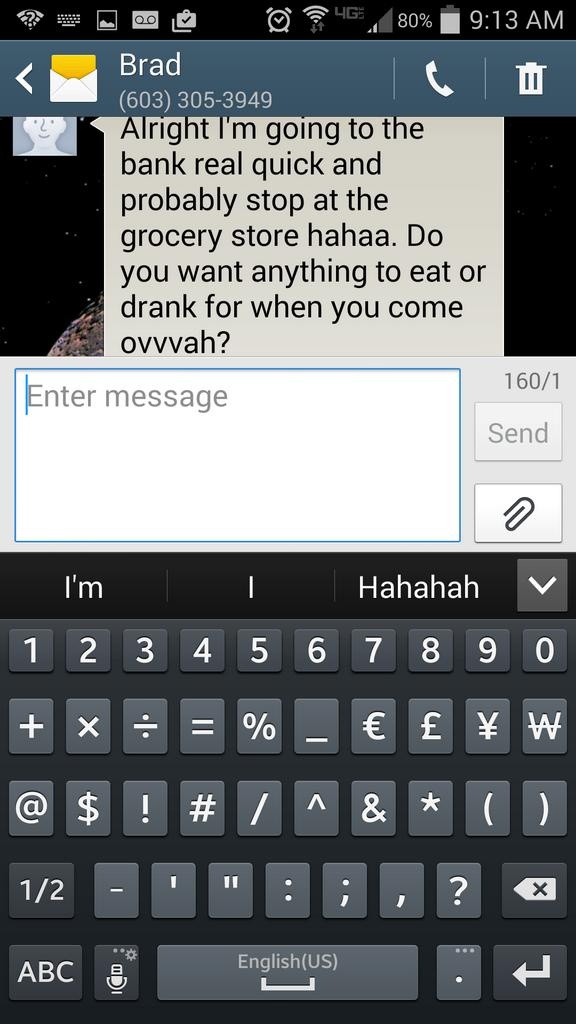 4G 80% 9:13 AM
Brad
(603) 305-3949
Alright I'm going to the
bank real quick and
probably stop at the
grocery store hahaa. Do
you want anything to eat or
drank for when you come
ovvvah?
160/1
Enter message
Send
I'm I Hahahah
1 2 3 4 5 6 7 8 9 0
+ × ÷ = % _ € £ ¥ ₩
@ $ ! # / ^ & * ( )
1/2 - ' " : ; , ?
English(US)
ABC .